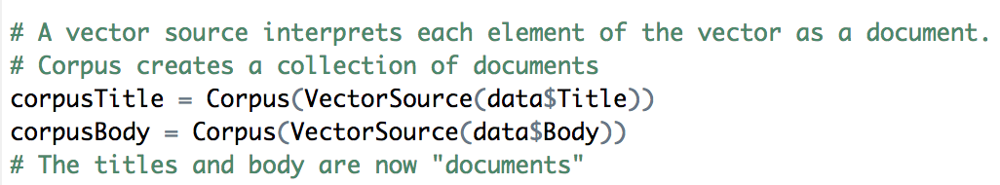 # A vector source interprets each element of the vector as a document.
# Corpus creates a collection of documents
corpusTitle = Corpus(VectorSource(data$Title))
corpusBody = Corpus(VectorSource(data$Body))
# The titles and body are now "documents"